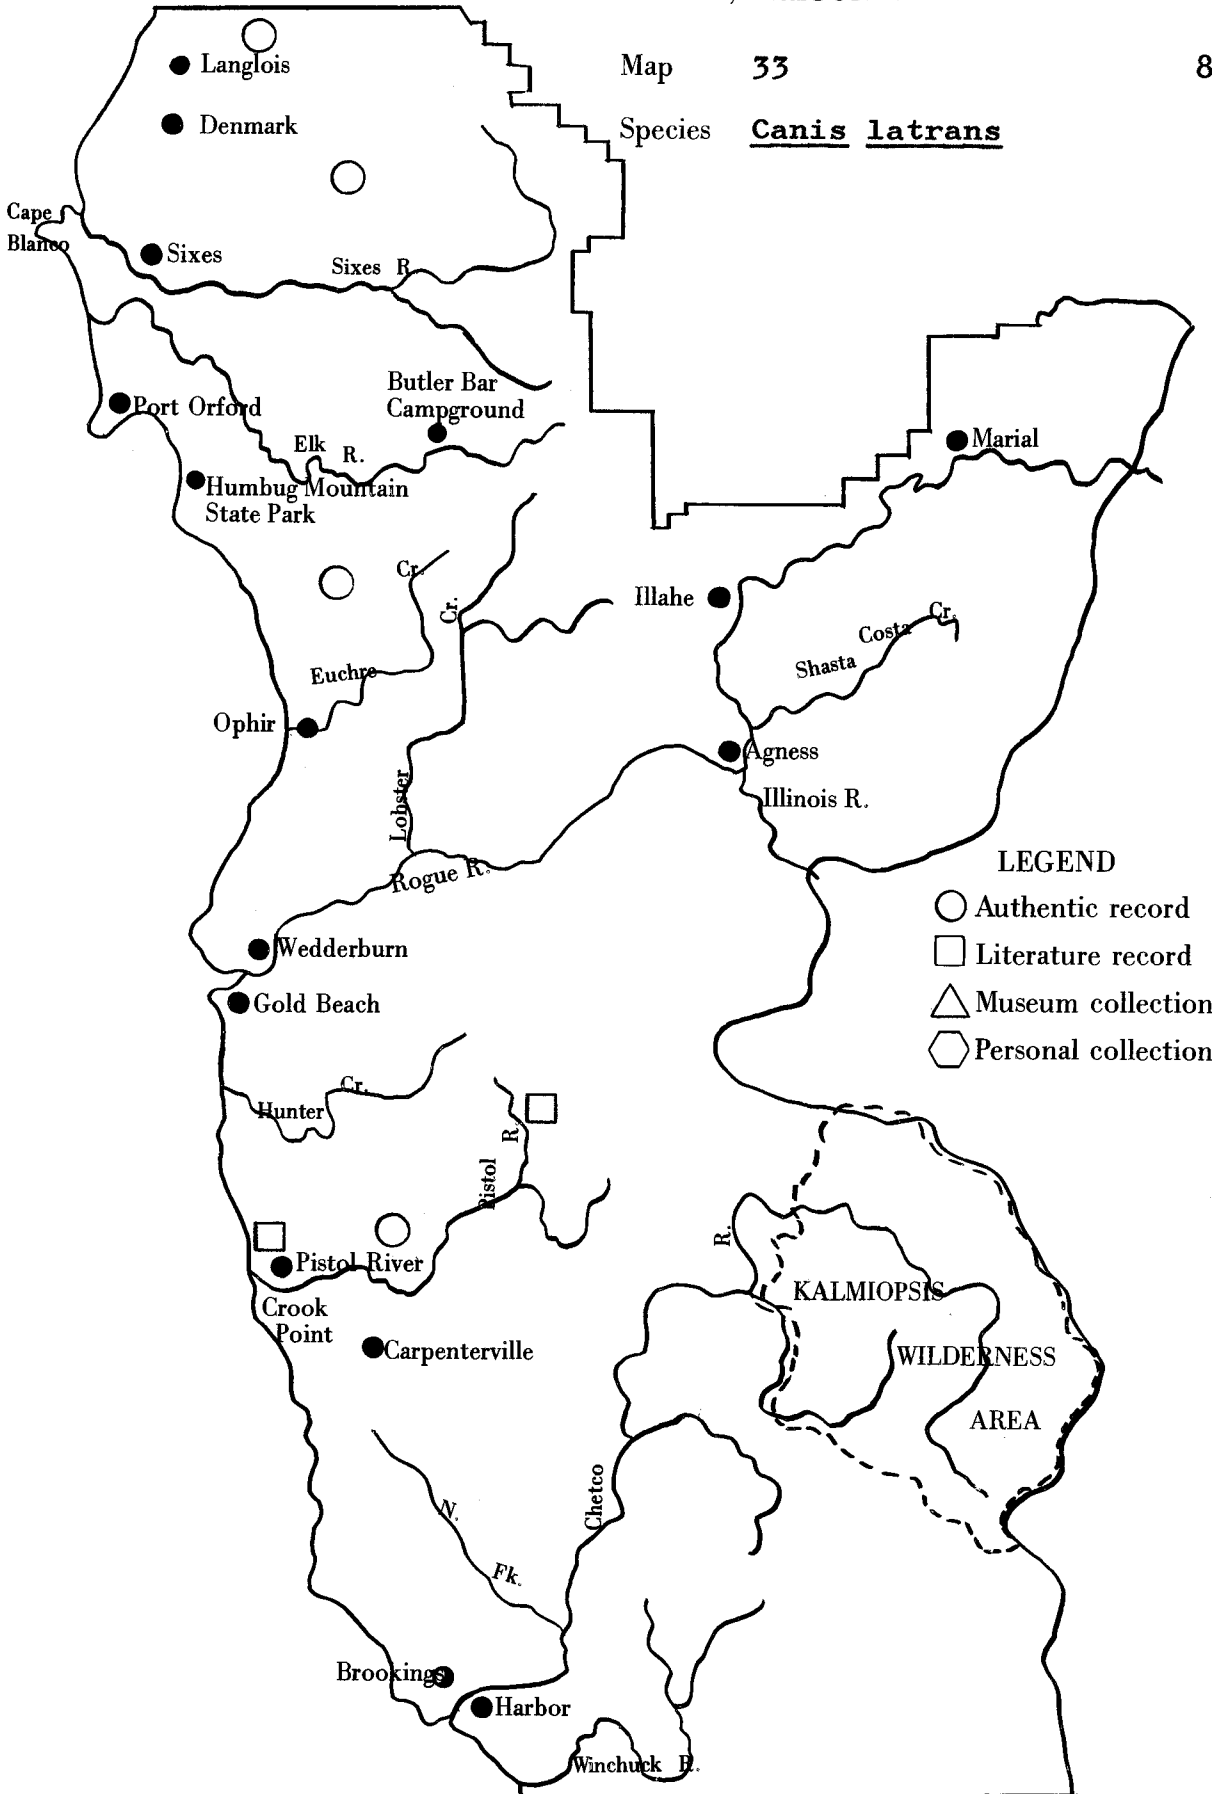 Map 33 8
Species Canis latrans
Langlois
Denmark
Cape
Blanco
Sixes
Sixes R
Butler Bar
Campground
Port Orford
Elk R.
Marial
Humbug Mountain
State Park
Cr.
Cr.
Illahe
Cr.
Costa
Shasta
Euchre
Ophir
Agness
Lobster
Illinois R.
Rogue R.
LEGEND
Authentic record
Literature record
Museum collection
Personal collection
Wedderburn
Gold Beach
Cr.
Hunter
R.
Pistol
R.
Pistol River
KALMIOPSIS
Crook
Point
Carpenterville
WILDERNESS
AREA
Chetco
N.
Fk.
Brookings
Harbor
Winchuck R.